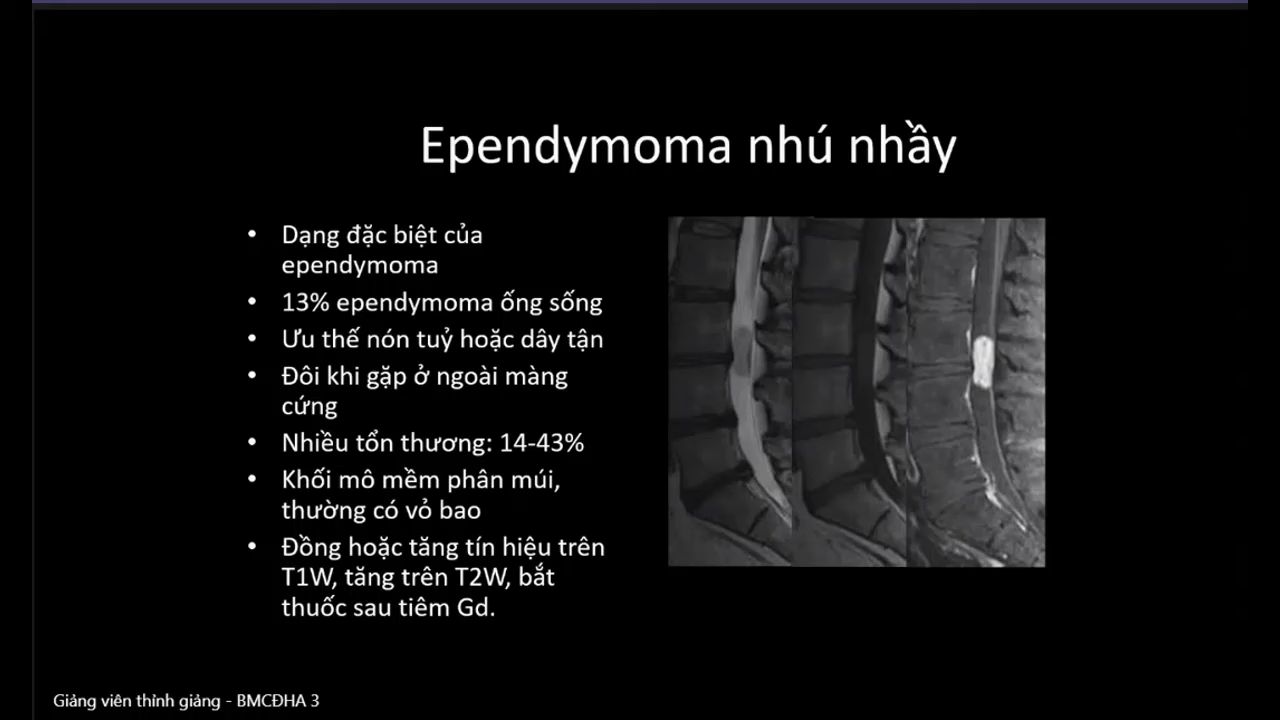 Ependymoma nhú nhầy
• Dạng đặc biệt của
ependymoma
• 13% ependymoma ống sống
• Ưu thế nón tuỷ hoặc dây tận
• Đôi khi gặp ở ngoài màng
cứng
• Nhiều tổn thương: 14-43%
• Khối mô mềm phân múi,
thường có vỏ bao
• Đồng hoặc tăng tín hiệu trên
T1W, tăng trên T2W, bắt
thuốc sau tiêm Gd.
Giảng viên thỉnh giảng - BMCĐHA 3